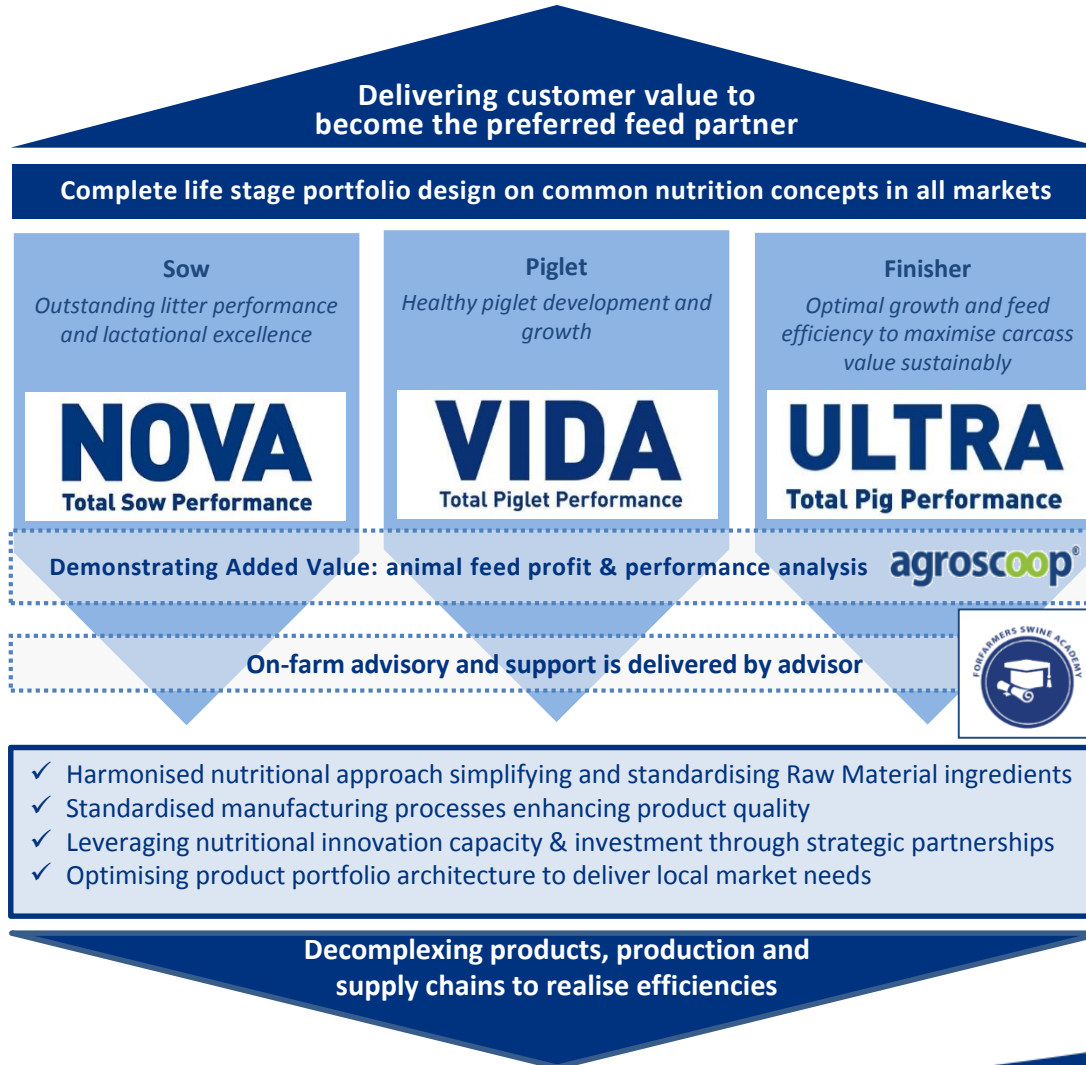 Delivering customer value to
become the preferred feed partner
Complete life stage portfolio design on common nutrition concepts in all markets
Sow
Outstanding litter performance
and lactational excellence
NOVA
Total Sow Performance
Piglet
Healthy piglet development and
growth
VIDA
Total Piglet Performance
Finisher
Optimal growth and feed
efficiency to maximise carcass
value sustainably
ULTRA
Total Pig Performance
Demonstrating Added Value: animal feed profit & performance analysis
agroscoop®
On-farm advisory and support is delivered by advisor
FORFARMERS SWINE ACADEMY
✓ Harmonised nutritional approach simplifying and standardising Raw Material ingredients
✓ Standardised manufacturing processes enhancing product quality
✓ Leveraging nutritional innovation capacity & investment through strategic partnerships
✓ Optimising product portfolio architecture to deliver local market needs
Decomplexing products, production and
supply chains to realise efficiencies